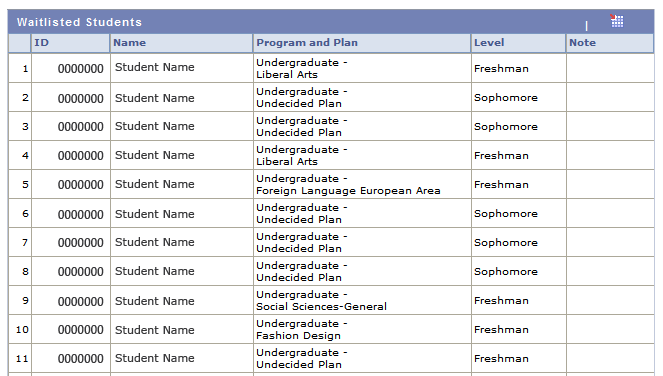 Waitlisted Students |
ID Name Program and Plan Level Note
1 0000000 Student Name Undergraduate - Freshman
Liberal Arts
2 0000000 Student Name Undergraduate - Sophomore
Undecided Plan
3 0000000 Student Name Undergraduate - Sophomore
Undecided Plan
4 0000000 Student Name Undergraduate - Freshman
Liberal Arts
5 0000000 Student Name Undergraduate - Freshman
Foreign Language European Area
6 0000000 Student Name Undergraduate - Sophomore
Undecided Plan
7 0000000 Student Name Undergraduate - Sophomore
Undecided Plan
8 0000000 Student Name Undergraduate - Sophomore
Undecided Plan
9 0000000 Student Name Undergraduate - Freshman
Social Sciences-General
10 0000000 Student Name Undergraduate - Freshman
Fashion Design
11 0000000 Student Name Undergraduate - Freshman
Undecided Plan